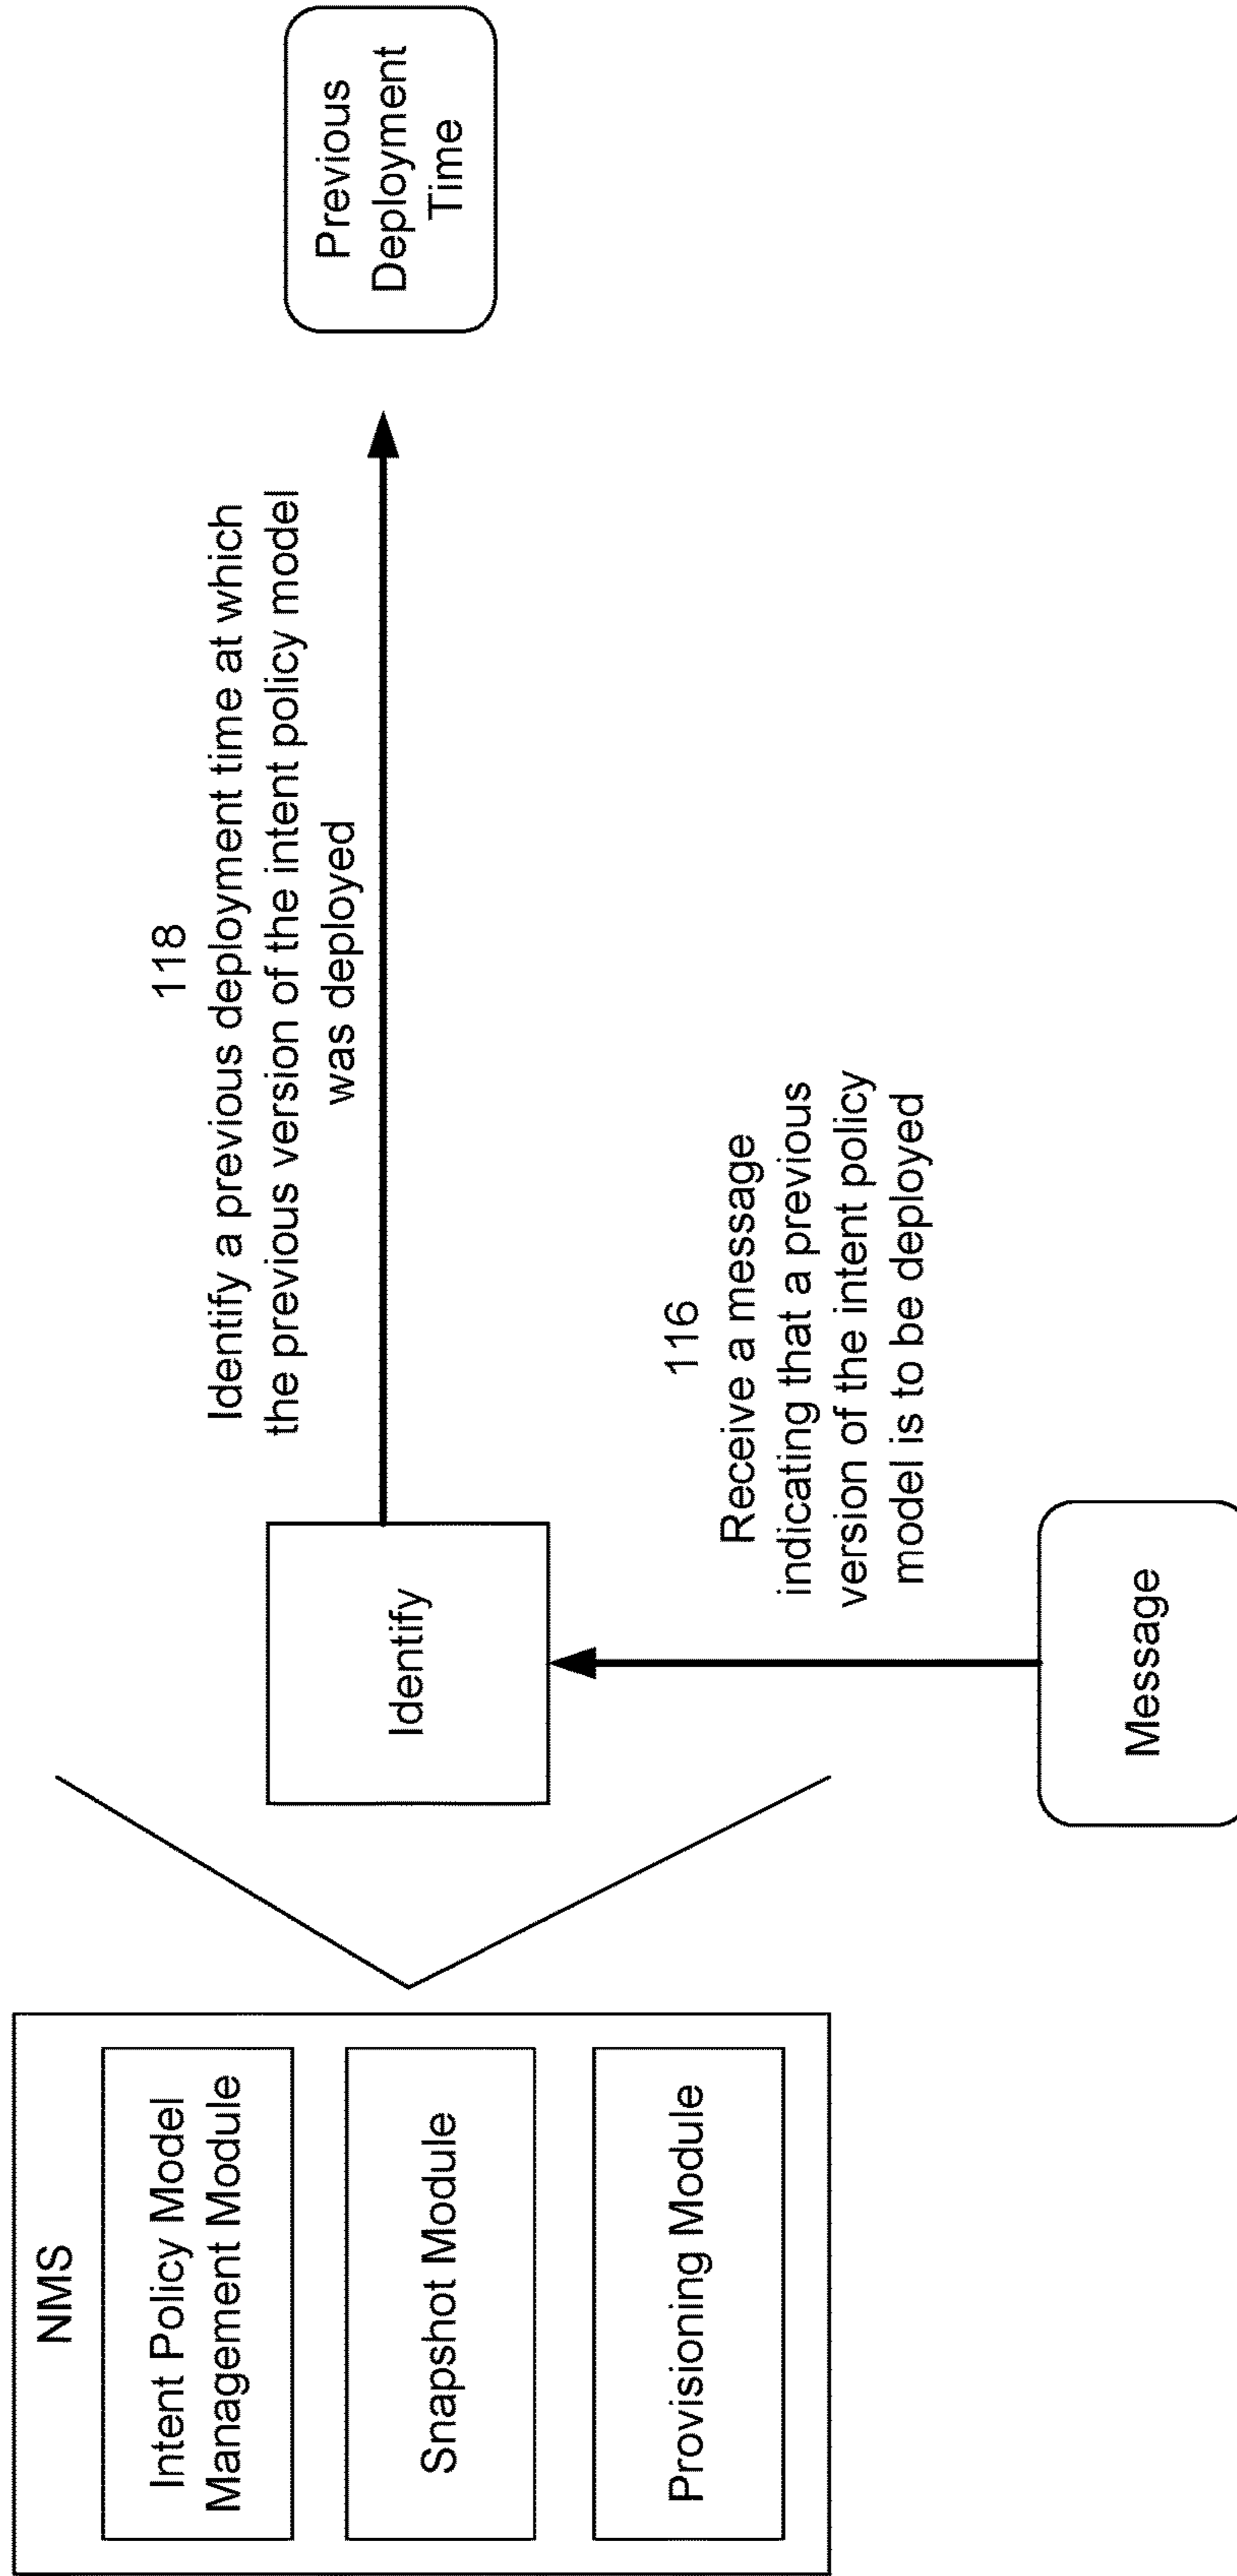 NMS
Intent Policy Model
Management Module
Snapshot Module
Provisioning Module
Identify
118
Identify a previous deployment time at which
the previous version of the intent policy model
was deployed
Previous
Deployment
Time
116
Receive a message
indicating that a previous
version of the intent policy
model is to be deployed
Message